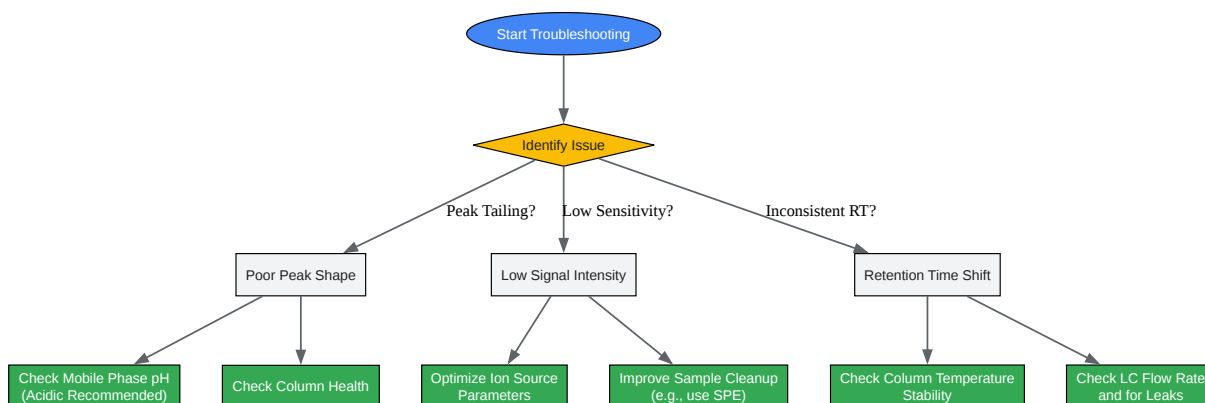 Start Troubleshooting
Identify Issue
Peak Tailing?
Low Sensitivity?
Inconsistent RT?
Poor Peak Shape
Low Signal Intensity
Retention Time Shift
Check Mobile Phase pH
(Acidic Recommended)
Check Column Health
Optimize Ion Source
Parameters
Improve Sample Cleanup
(e.g., use SPE)
Check Column Temperature
Stability
Check LC Flow Rate
and for Leaks